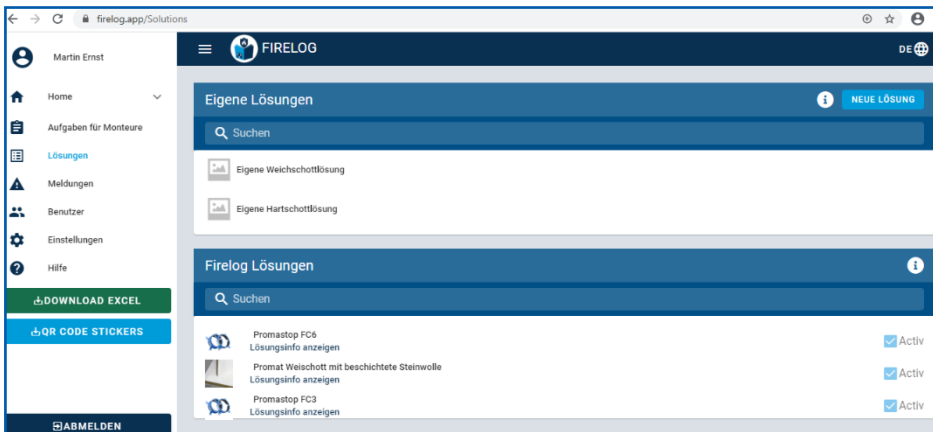 firelog.app/Solutions
Martin Ernst
FIRELOG
DE
Home
Aufgaben für Monteure
Lösungen
Meldungen
Benutzer
Einstellungen
Hilfe
DOWNLOAD EXCEL
QR CODE STICKERS
ABMELDEN
Eigene Lösungen
NEUE LÖSUNG
Suchen
Eigene Weichschottlösung
Eigene Hartschottlösung
Firelog Lösungen
Suchen
Promastop FC6
Lösungsinfo anzeigen
Activ
Promat Weischott mit beschichtete Steinwolle
Lösungsinfo anzeigen
Activ
Promastop FC3
Lösungsinfo anzeigen
Activ